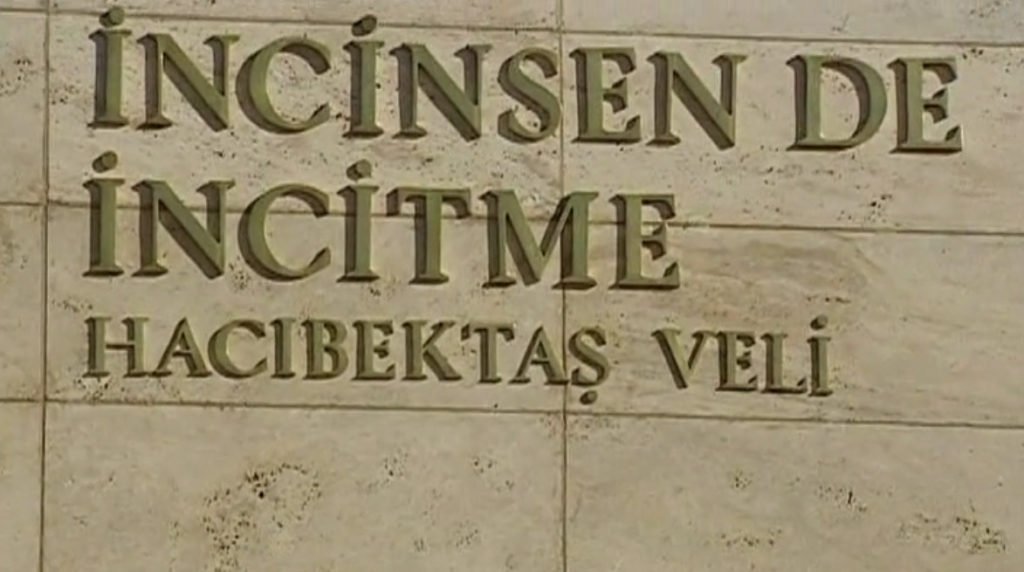 İNCİNSEN DE
İNCİTME
HACIBEKTAŞ VELİ